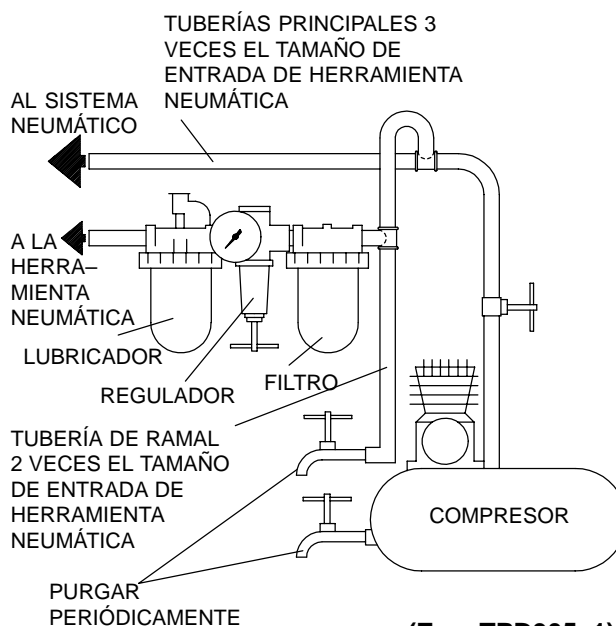 TUBERÍAS PRINCIPALES 3
VECES EL TAMAÑO DE
ENTRADA DE HERRAMIENTA
NEUMÁTICA
AL SISTEMA
NEUMÁTICO
A LA
HERRA–
MIENTA
NEUMÁTICA
LUBRICADOR
REGULADOR
FILTRO
TUBERÍA DE RAMAL
2 VECES EL TAMAÑO
DE ENTRADA DE
HERRAMIENTA
NEUMÁTICA
COMPRESOR
PURGAR
PERIÓDICAMENTE